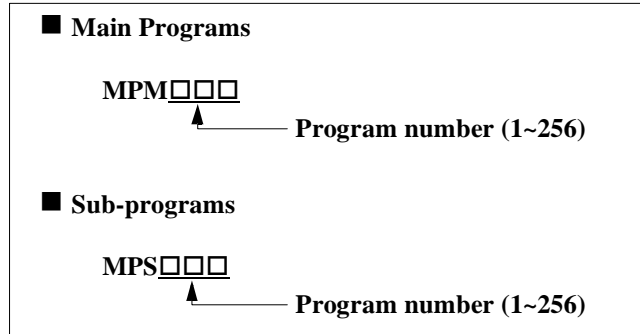 ■ Main Programs
MPM□□□
Program number (1~256)
■ Sub-programs
MPS□□□
Program number (1~256)